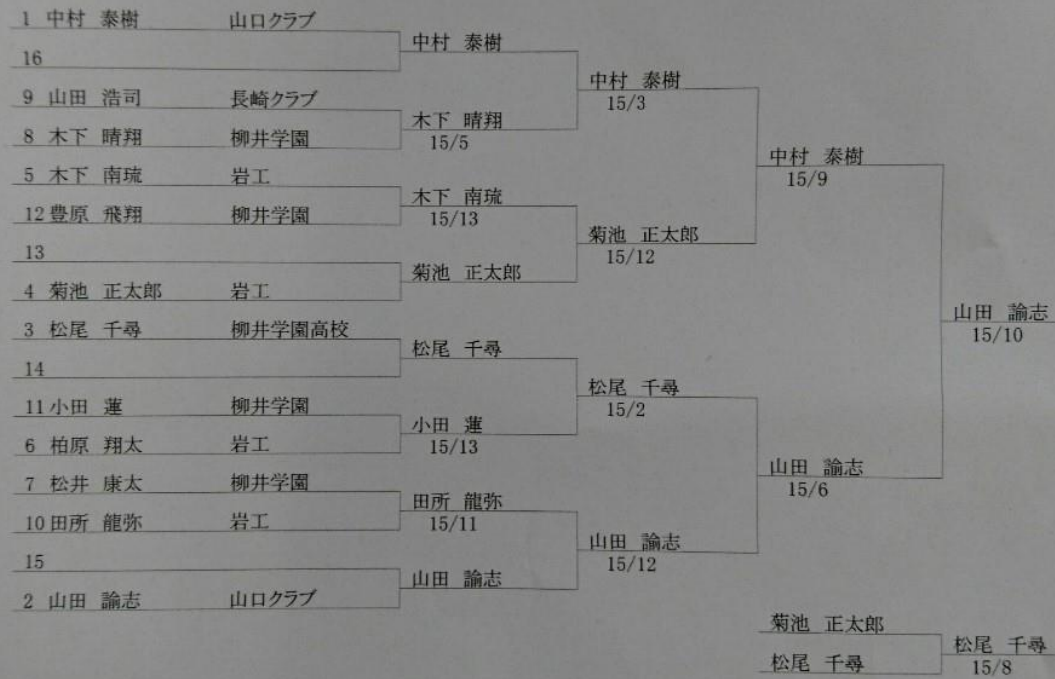 1 中村 泰樹 山口クラブ
16
9 山田 浩司 長崎クラブ
8 木下 晴翔 柳井学園
5 木下 南琉 岩工
12 豊原 飛翔 柳井学園
13
4 菊池 正太郎 岩工
3 松尾 千尋 柳井学園高校
14
11 小田 蓮 柳井学園
6 柏原 翔太 岩工
7 松井 康太 柳井学園
10 田所 龍弥 岩工
15
2 山田 諭志 山口クラブ
中村 泰樹
木下 晴翔
15/5
木下 南琉
15/13
菊池 正太郎
松尾 千尋
小田 蓮
15/13
田所 龍弥
15/11
山田 諭志
中村 泰樹
15/3
菊池 正太郎
15/12
松尾 千尋
15/2
山田 諭志
15/12
中村 泰樹
15/9
山田 諭志
15/6
山田 諭志
15/10
菊池 正太郎
松尾 千尋
松尾 千尋
15/8